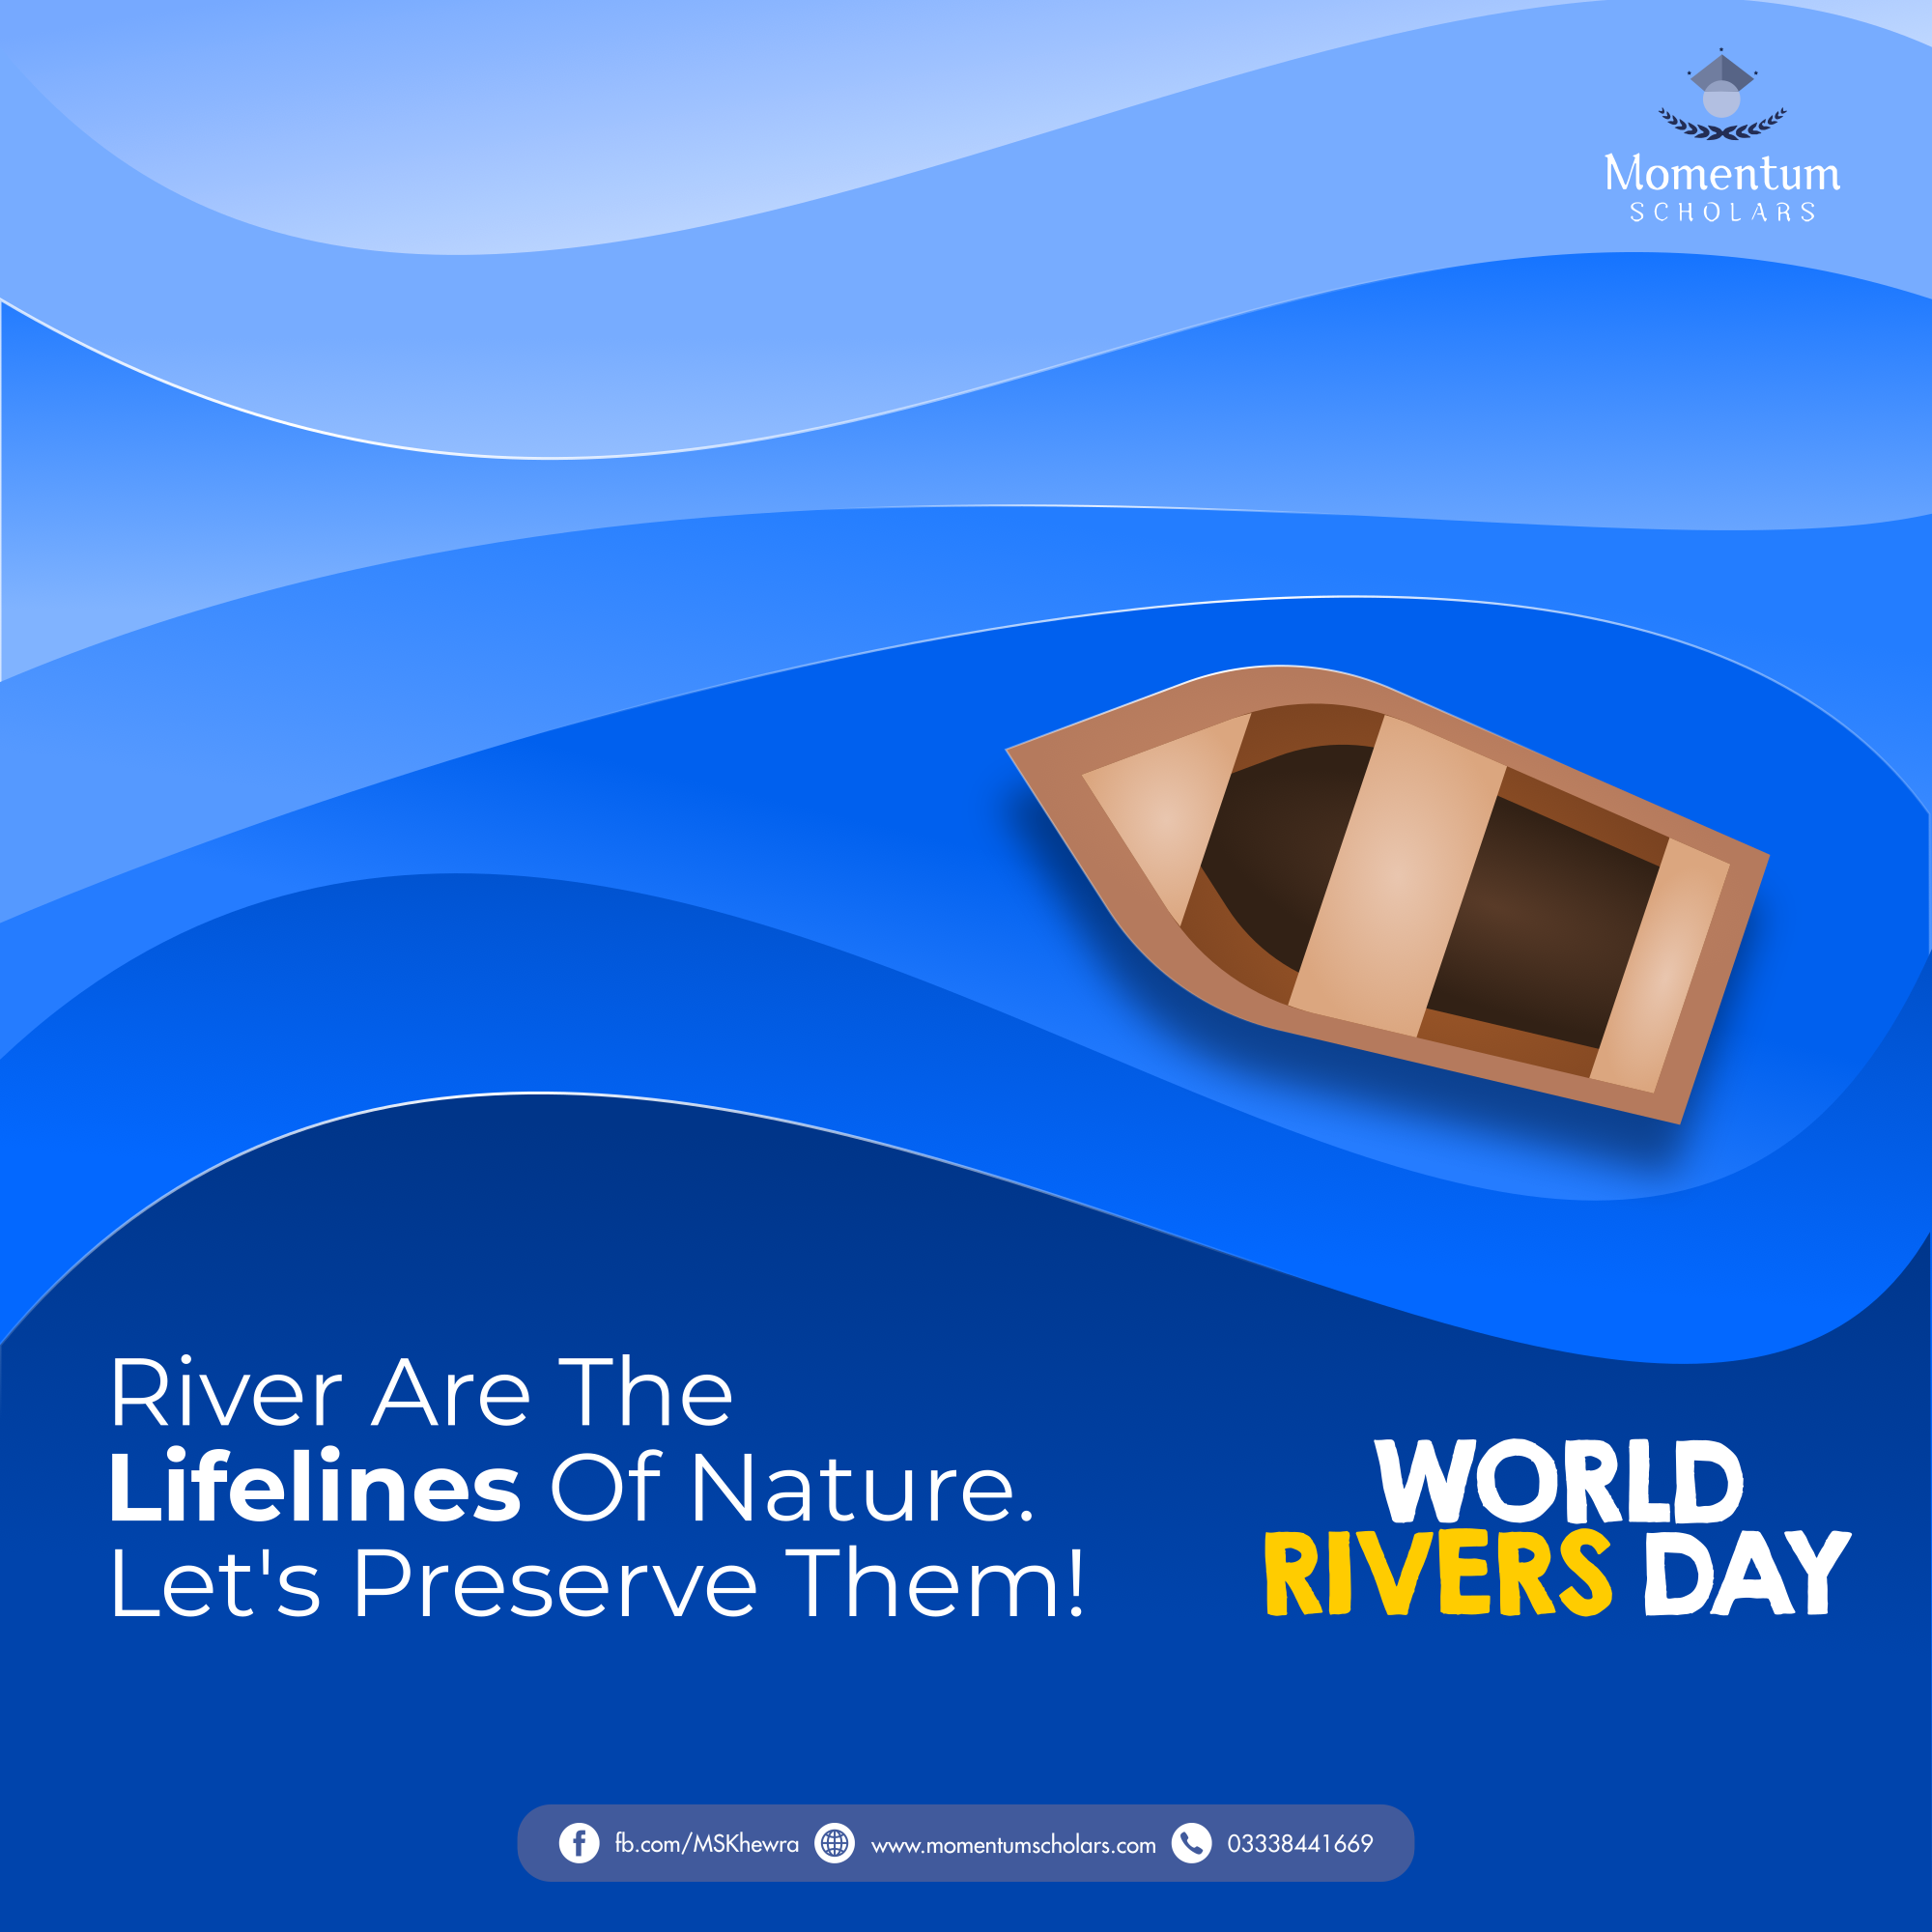 Momentum
SCHOLARS
River Are The
Lifelines Of Nature.
Let's Preserve Them!
WORLD
RIVERS DAY
fb.com/MSKhewra www.momentumscholars.com 03338441669